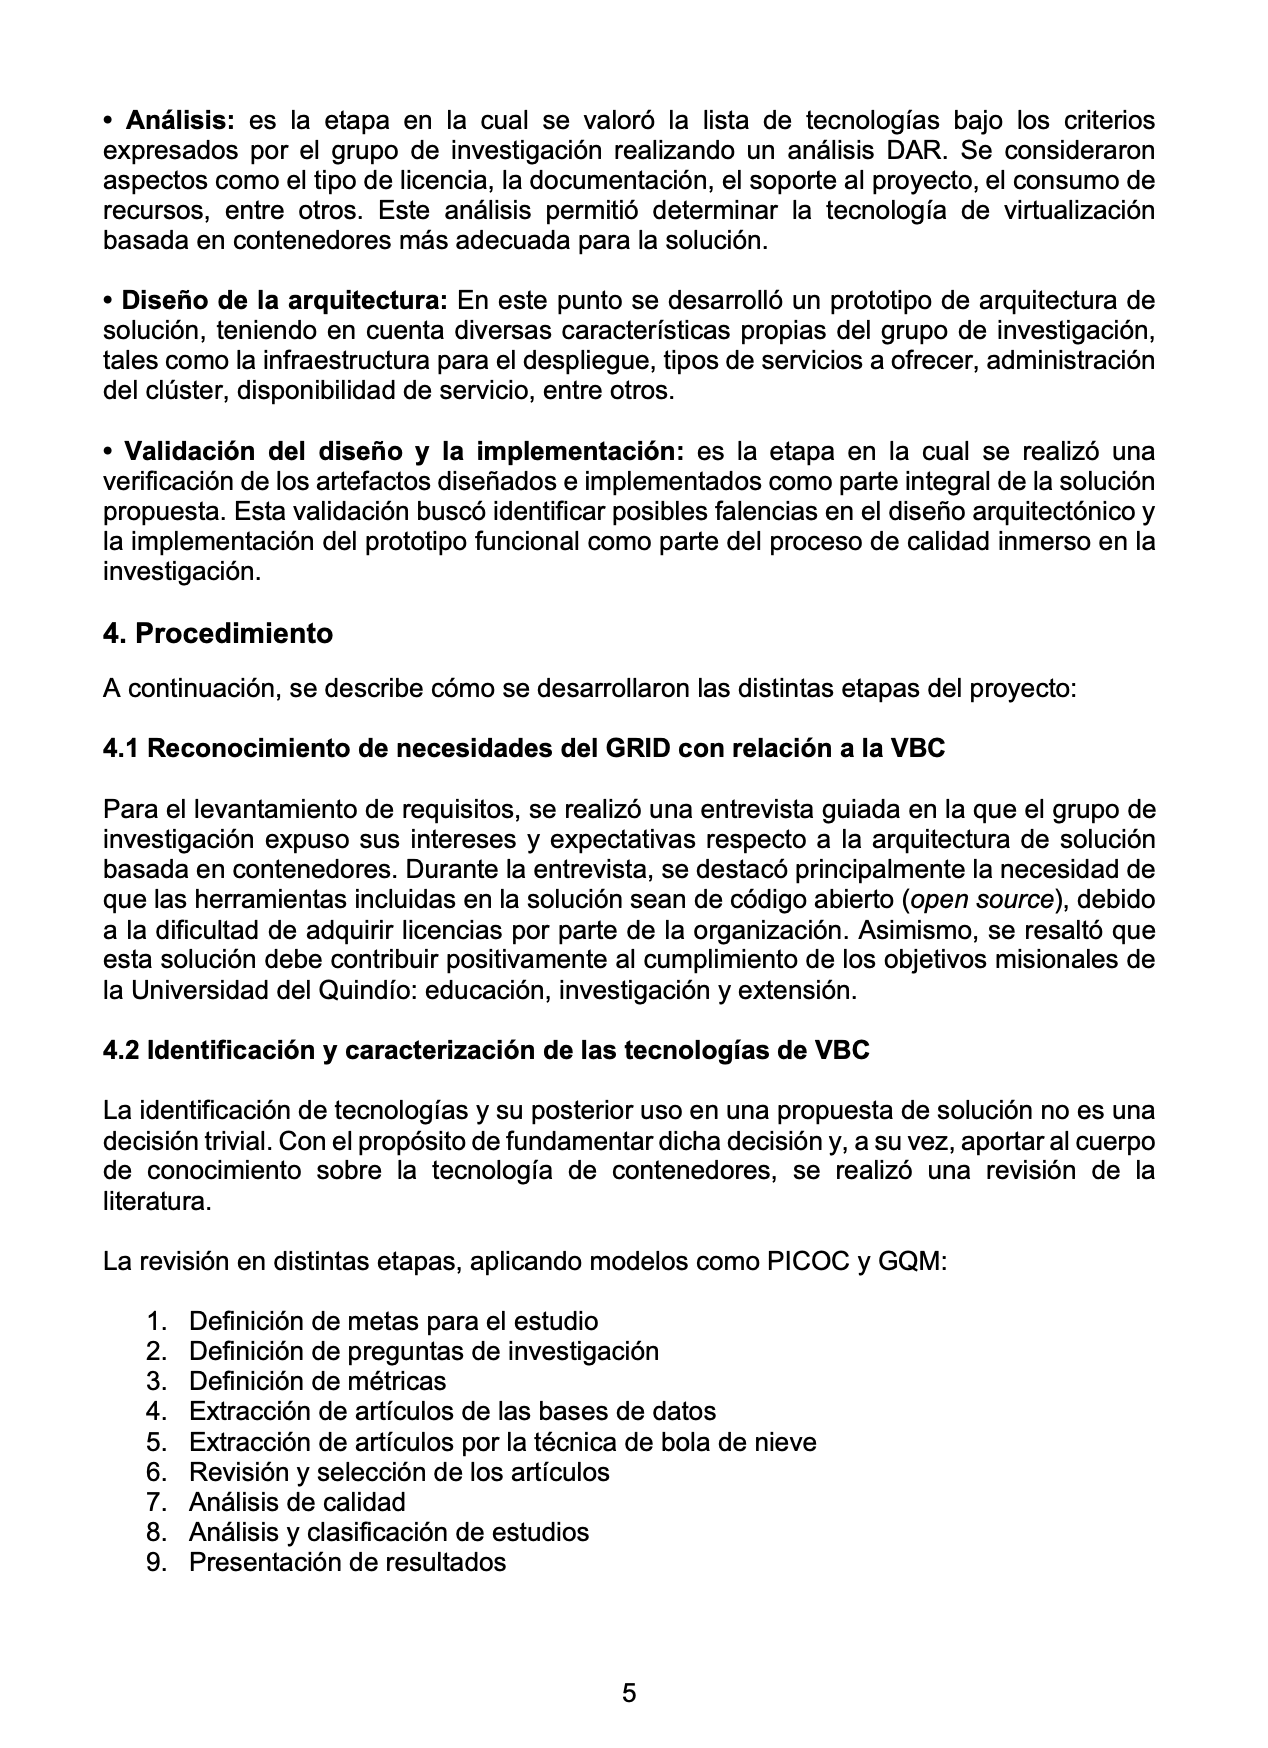 • Análisis: es la etapa en la cual se valoró la lista de tecnologías bajo los criterios
expresados por el grupo de investigación realizando un análisis DAR. Se consideraron
aspectos como el tipo de licencia, la documentación, el soporte al proyecto, el consumo de
recursos, entre otros. Este análisis permitió determinar la tecnología de virtualización
basada en contenedores más adecuada para la solución.
• Diseño de la arquitectura: En este punto se desarrolló un prototipo de arquitectura de
solución, teniendo en cuenta diversas características propias del grupo de investigación,
tales como la infraestructura para el despliegue, tipos de servicios a ofrecer, administración
del clúster, disponibilidad de servicio, entre otros.
• Validación del diseño y la implementación: es la etapa en la cual se realizó una
verificación de los artefactos diseñados e implementados como parte integral de la solución
propuesta. Esta validación buscó identificar posibles falencias en el diseño arquitectónico y
la implementación del prototipo funcional como parte del proceso de calidad inmerso en la
investigación.
4. Procedimiento
A continuación, se describe cómo se desarrollaron las distintas etapas del proyecto:
4.1 Reconocimiento de necesidades del GRID con relación a la VBC
Para el levantamiento de requisitos, se realizó una entrevista guiada en la que el grupo de
investigación expuso sus intereses y expectativas respecto a la arquitectura de solución
basada en contenedores. Durante la entrevista, se destacó principalmente la necesidad de
que las herramientas incluidas en la solución sean de código abierto (open source), debido
a la dificultad de adquirir licencias por parte de la organización. Asimismo, se resaltó que
esta solución debe contribuir positivamente al cumplimiento de los objetivos misionales de
la Universidad del Quindío: educación, investigación y extensión.
4.2 Identificación y caracterización de las tecnologías de VBC
La identificación de tecnologías y su posterior uso en una propuesta de solución no es una
decisión trivial. Con el propósito de fundamentar dicha decisión y, a su vez, aportar al cuerpo
de conocimiento sobre la tecnología de contenedores, se realizó una revisión de la
literatura.
La revisión en distintas etapas, aplicando modelos como PICOC y GQM:
1. Definición de metas para el estudio
2. Definición de preguntas de investigación
3. Definición de métricas
4. Extracción de artículos de las bases de datos
5. Extracción de artículos por la técnica de bola de nieve
6. Revisión y selección de los artículos
7. Análisis de calidad
8. Análisis y clasificación de estudios
9. Presentación de resultados
5